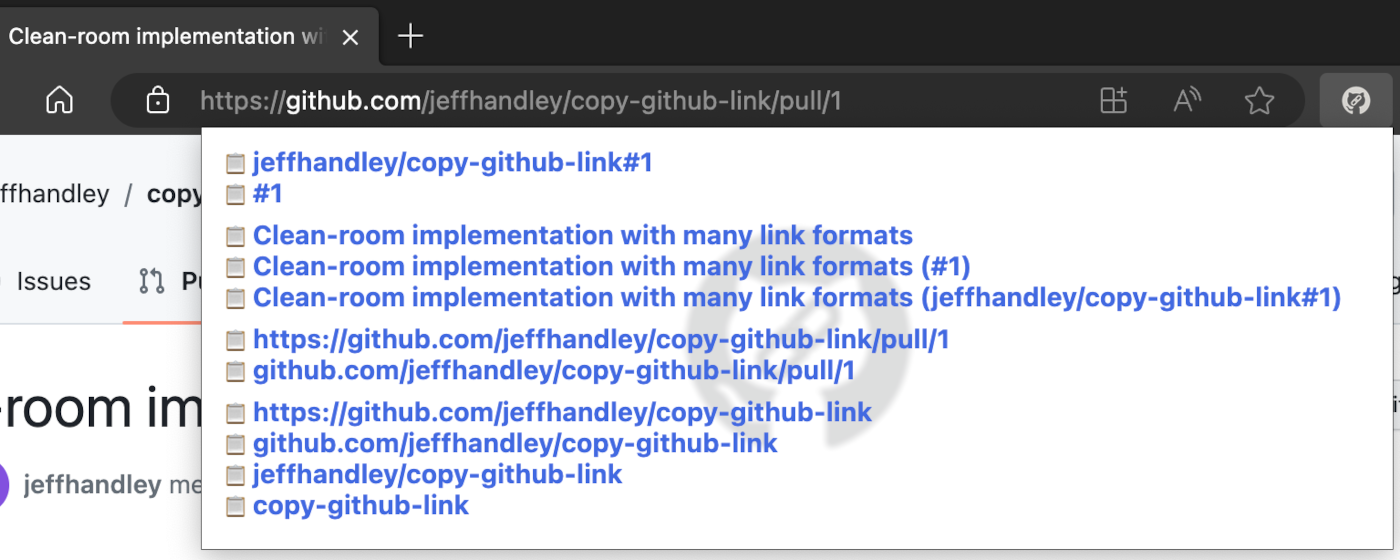 Clean-room implementation wi
https://github.com/jeffhandley/copy-github-link/pull/1
jeffhandley/copy-github-link#1
#1
ffhandley / copy
Clean-room implementation with many link formats
Clean-room implementation with many link formats (#1)
Issues
Clean-room implementation with many link formats (jeffhandley/copy-github-link#1)
https://github.com/jeffhandley/copy-github-link/pull/1
github.com/jeffhandley/copy-github-link/pull/1
-room im
https://github.com/jeffhandley/copy-github-link
github.com/jeffhandley/copy-github-link
jeffhandley/copy-github-link
jeffhandley me
copy-github-link